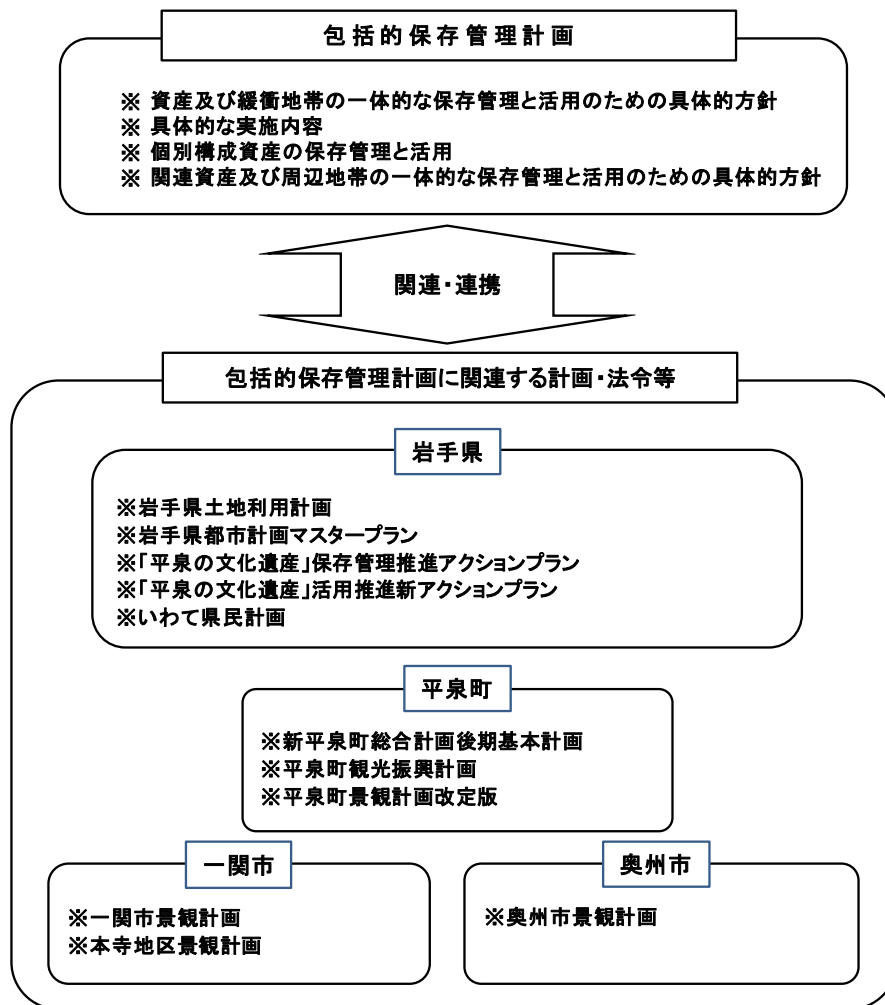 包括的保存管理計画
※ 資産及び緩衝地帯の一体的な保存管理と活用のための具体的方針
※ 具体的な実施内容
※ 個別構成資産の保存管理と活用
※ 関連資産及び周辺地帯の一体的な保存管理と活用のための具体的方針
関連・連携
包括的保存管理計画に関連する計画・法令等
岩手県
※岩手県土地利用計画
※岩手県都市計画マスタープラン
※「平泉の文化遺産」保存管理推進アクションプラン
※「平泉の文化遺産」活用推進新アクションプラン
※いわて県民計画
平泉町
※新平泉町総合計画後期基本計画
※平泉町観光振興計画
※平泉町景観計画改定版
一関市
※一関市景観計画
※本寺地区景観計画
奥州市
※奥州市景観計画